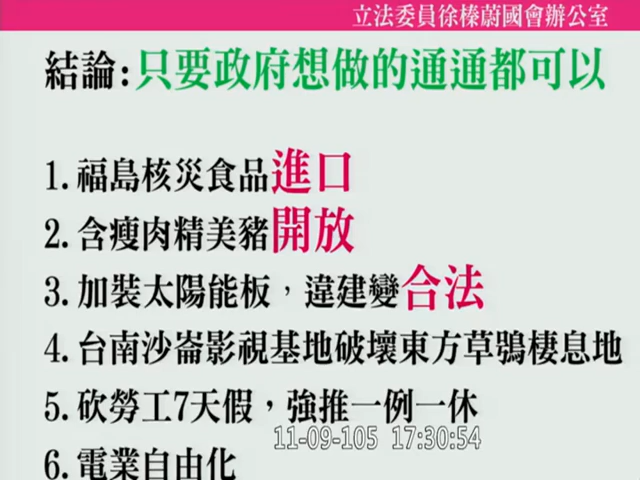 立法委員徐榛蔚國會辦公室
結論:只要政府想做的通通都可以
1.福島核災食品進口
2.含瘦肉精美豬開放
3.加裝太陽能板，違建變合法
4.台南沙崙影視基地破壞東方草鴞棲息地
5.砍勞工7天假，強推一例一休
11-09-105 17:30:54
6.電業自由化